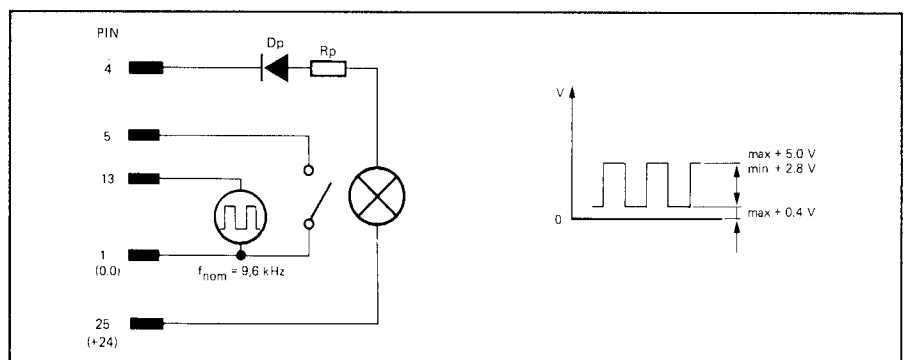 PIN
4
Dp
Rp
5
13
1
(0.0)
fnom = 9,6 kHz
25
(+24)
V
max + 5.0 V
min + 2.8 V
max + 0.4 V
0